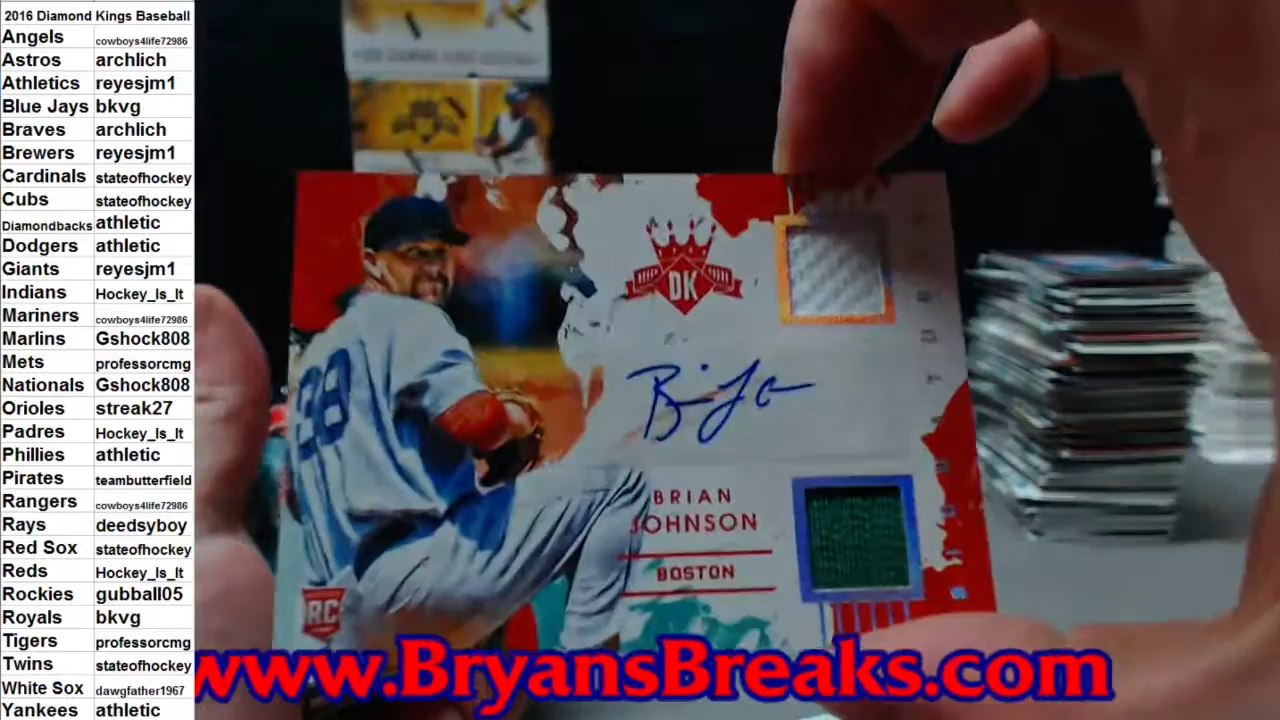 2016 Diamond Kings Baseball
Angels cowboys4life72986
Astros archlich
Athletics reyesjm1
Blue Jays bkvg
Braves archlich
Brewers reyesjm1
Cardinals stateofhockey
Cubs stateofhockey
Diamondbacks athletic
Dodgers athletic
Giants reyesjm1
Indians Hockey_Is_It
Mariners cowboys4life72986
Marlins Gshock808
Mets professorcmg
Nationals Gshock808
Orioles streak27
Padres Hockey_Is_It
Phillies athletic
Pirates teambutterfield
Rangers cowboys4life72986
Rays deedsyboy
Red Sox stateofhockey
Reds Hockey_Is_It
Rockies gubball05
Royals bkvg
Tigers professorcmg
Twins stateofhockey
White Sox dawgfather1967
Yankees athletic
DK
38
BRIAN
JOHNSON
BOSTON
RC
www.BryansBreaks.com